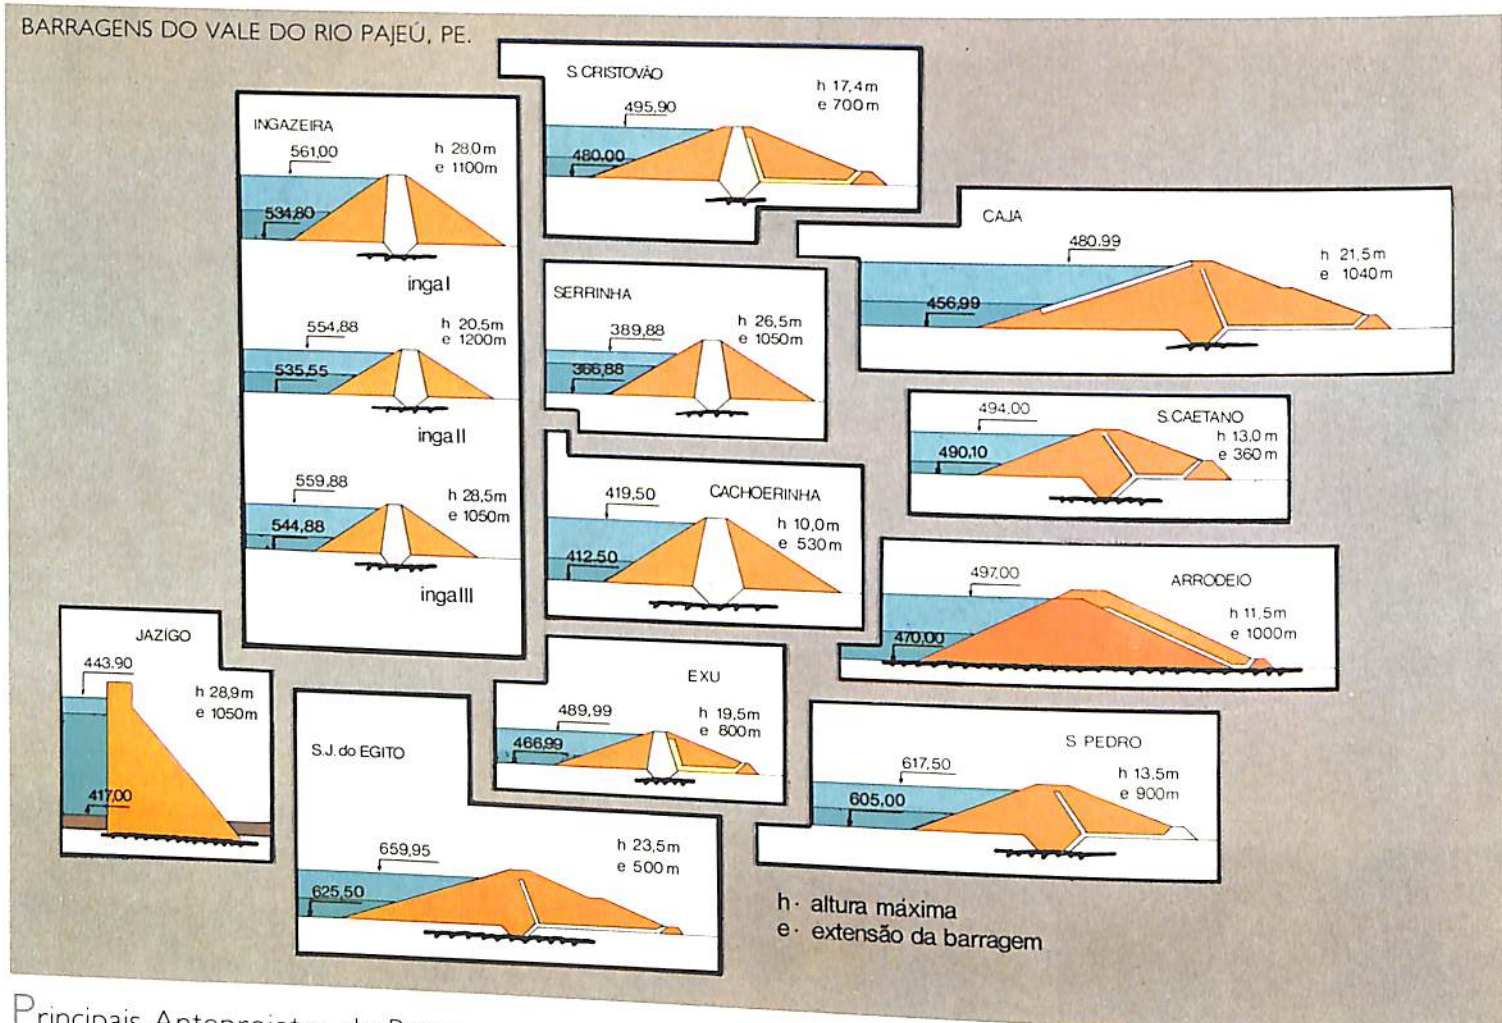 BARRAGENS DO VALE DO RIO PAJEÚ, PE.
INGAZEIRA
561,00
h 28.0m
e 1100m
534,80
inga I
554,88
h 20.5m
e 1200m
535,55
inga II
559,88
h 28,5m
e 1050m
544,88
inga III
S. CRISTOVÃO
h 17,4m
e 700m
495,90
480.00
SERRINHA
389,88
h 26,5m
e 1050m
366,88
CAJA
480.99
h 21,5m
e 1040m
456,99
CACHOERINHA
419,50
h 10,0m
e 530m
412.50
494.00
S. CAETANO
h 13.0 m
e 360m
490,10
497,00
ARRODEIO
h 11,5m
e 1000m
470,00
JAZÍGO
443.90
h 28,9m
e 1050m
417,00
EXU
489,99
h 19,5m
e 800m
466,99
S.J. do EGITO
659,95
h 23,5m
e 500m
625,50
S PEDRO
617,50
h 13,5m
e 900m
605,00
h · altura máxima
e · extensão da barragem
Principais Anteprojetos